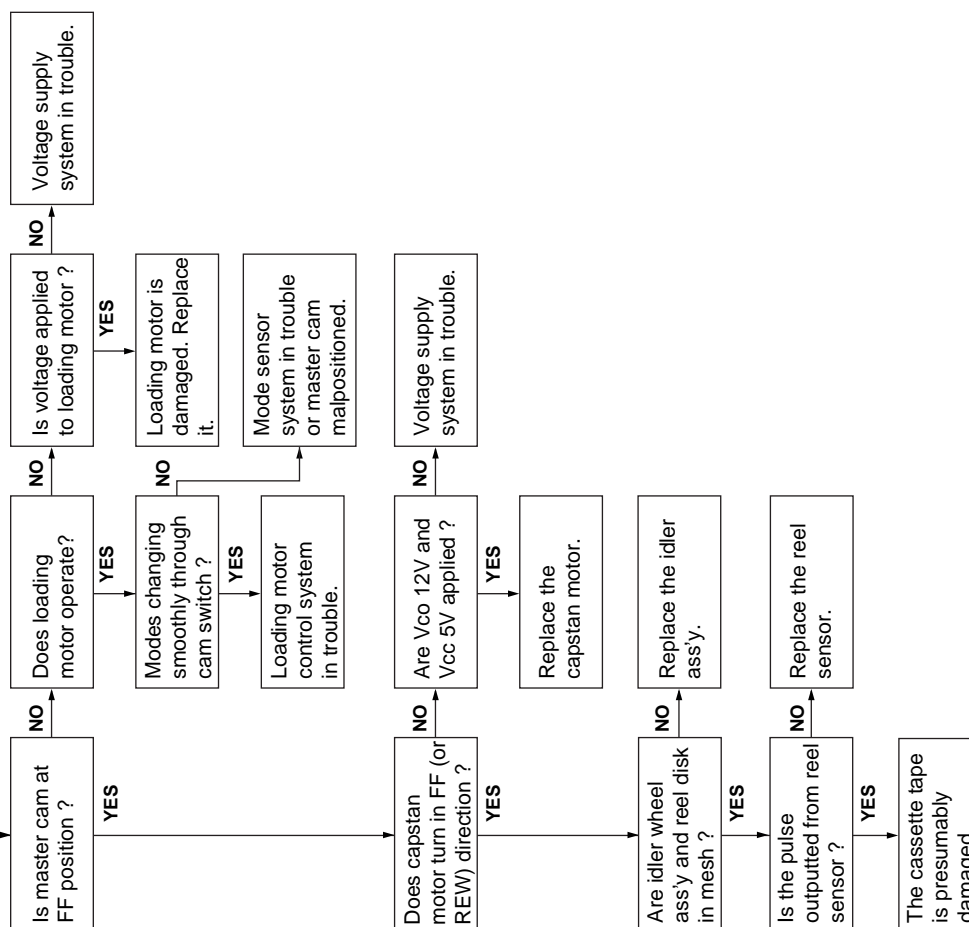 Is master cam at
FF position ?
NO
Does loading
motor operate?
NO
Is voltage applied
to loading motor ?
NO
Voltage supply
system in trouble.
YES
Loading motor is
damaged. Replace
it.
YES
Modes changing
smoothly through
cam switch ?
NO
Mode sensor
system in trouble
or master cam
malpositioned.
YES
Loading motor
control system
in trouble.
YES
Does capstan
motor turn in FF (or
REW) direction ?
NO
Are Vco 12V and
Vcc 5V applied ?
NO
Voltage supply
system in trouble.
YES
Replace the
capstan motor.
YES
Are idler wheel
ass'y and reel disk
in mesh ?
NO
Replace the idler
ass'y.
YES
Is the pulse
outputted from reel
sensor ?
NO
Replace the reel
sensor.
YES
The cassette tape
is presumably
damaged